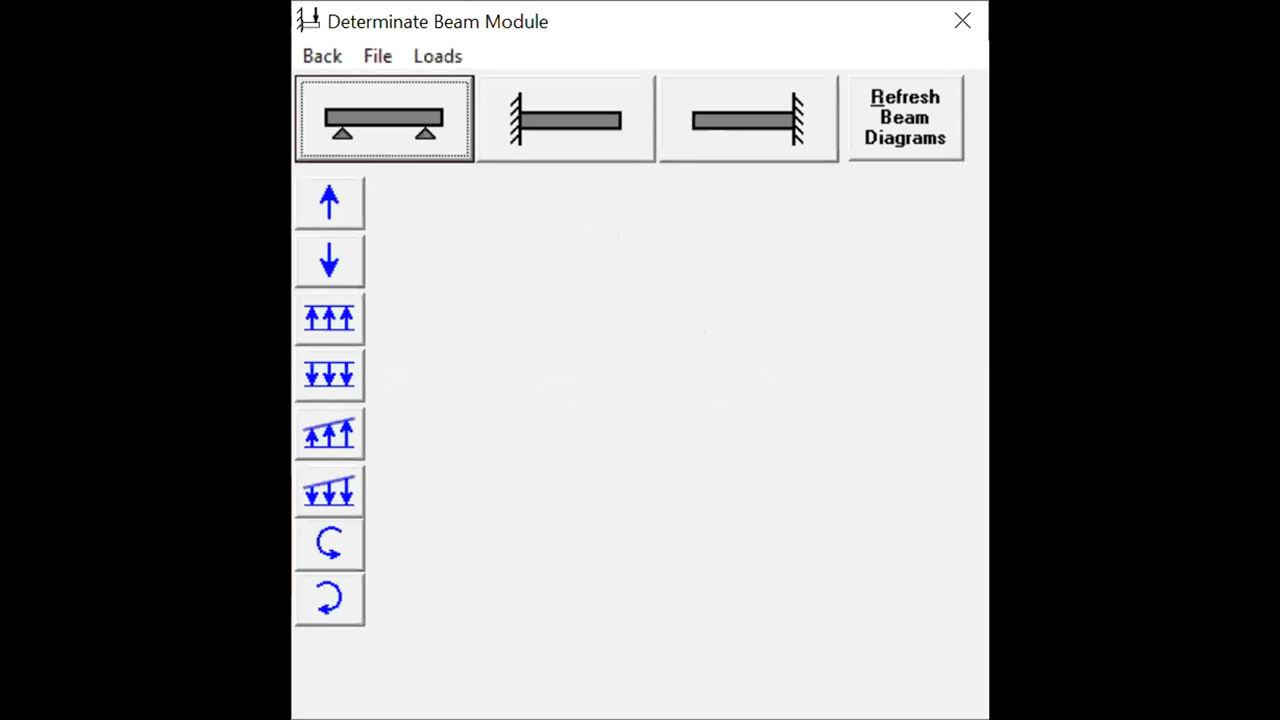 Determinate Beam Module
Back File Loads
Refresh
Beam
Diagrams